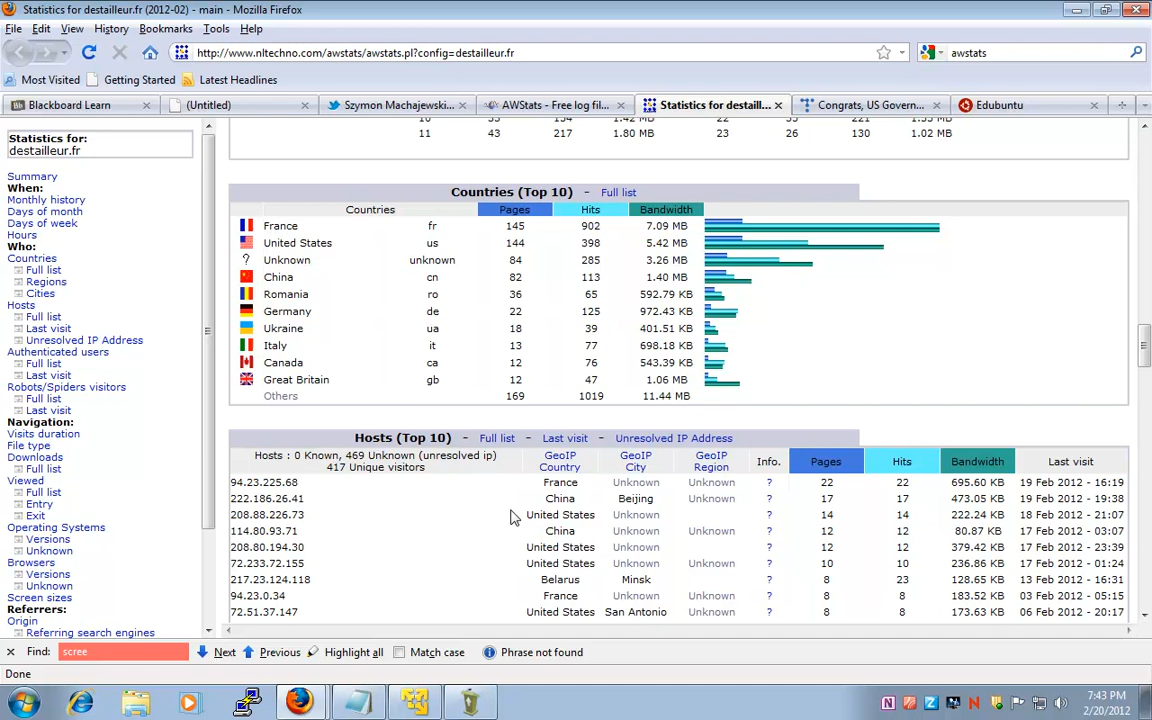 Statistics for destailleur.fr (2012-02) - main - Mozilla Firefox
File Edit View History Bookmarks Tools Help
http://www.nltechno.com/awstats/awstats.pl?config=destailleur.fr awstats
Most Visited Getting Started Latest Headlines
Blackboard Learn (Untitled) Szymon Machajewski... AWStats - Free log fil... Statistics for destaill... Congrats, US Govern... Edubuntu
Statistics for:
destailleur.fr
Summary
When:
Monthly history
Days of month
Days of week
Hours
Who:
Countries
Full list
Regions
Cities
Hosts
Full list
Last visit
Unresolved IP Address
Authenticated users
Full list
Last visit
Robots/Spiders visitors
Full list
Last visit
Navigation:
Visits duration
File type
Downloads
Full list
Viewed
Full list
Entry
Exit
Operating Systems
Versions
Unknown
Browsers
Versions
Unknown
Screen sizes
Referrers:
Origin
Referring search engines
11 43 217 1.80 MB 23 26 130 1.02 MB
Countries (Top 10) - Full list
Countries Pages Hits Bandwidth
France fr 145 902 7.09 MB
United States us 144 398 5.42 MB
? Unknown unknown 84 285 3.26 MB
China cn 82 113 1.40 MB
Romania ro 36 65 592.79 KB
Germany de 22 125 972.43 KB
Ukraine ua 18 39 401.51 KB
Italy it 13 77 698.18 KB
Canada ca 12 76 543.39 KB
Great Britain gb 12 47 1.06 MB
Others 169 1019 11.44 MB
Hosts (Top 10) - Full list - Last visit - Unresolved IP Address
Hosts : 0 Known, 469 Unknown (unresolved ip)
417 Unique visitors
GeoIP Country GeoIP City GeoIP Region Info. Pages Hits Bandwidth Last visit
94.23.225.68 France Unknown Unknown ? 22 22 695.60 KB 19 Feb 2012 - 16:19
222.186.26.41 China Beijing Unknown ? 17 17 473.05 KB 19 Feb 2012 - 19:38
208.88.226.73 United States Unknown ? 14 14 222.24 KB 18 Feb 2012 - 21:07
114.80.93.71 China Unknown Unknown ? 12 12 80.87 KB 17 Feb 2012 - 03:07
208.80.194.30 United States Unknown ? 12 12 379.42 KB 17 Feb 2012 - 23:39
72.233.72.155 United States Unknown Unknown ? 10 10 236.86 KB 17 Feb 2012 - 01:24
217.23.124.118 Belarus Minsk ? 8 23 128.65 KB 13 Feb 2012 - 16:31
94.23.0.34 France Unknown Unknown ? 8 8 183.52 KB 03 Feb 2012 - 05:15
72.51.37.147 United States San Antonio ? 8 8 173.63 KB 06 Feb 2012 - 20:17
Find: scree Next Previous Highlight all Match case Phrase not found
Done
7:43 PM
2/20/2012